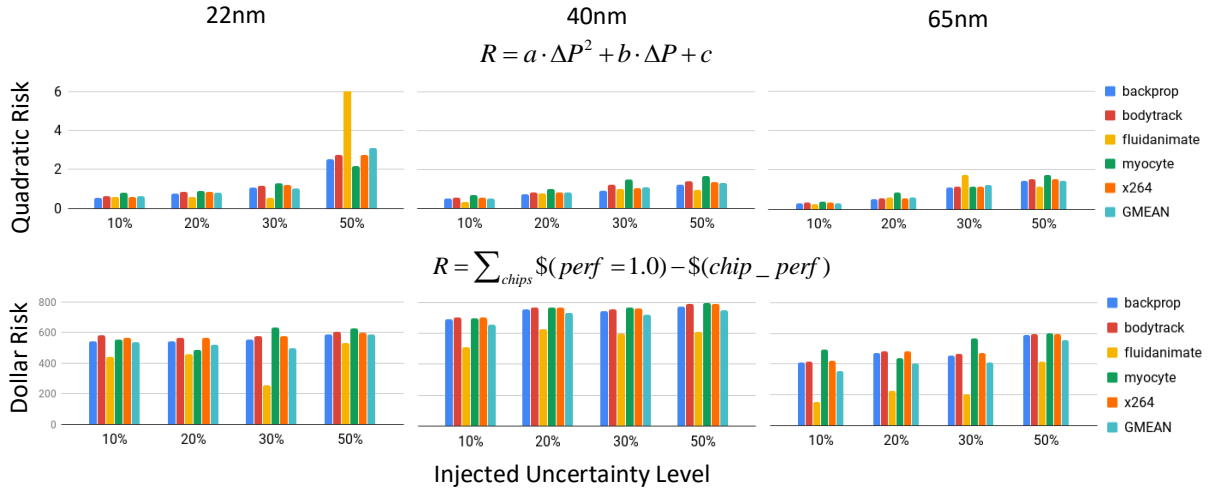 22nm 40nm 65nm
R = a · ΔP² + b · ΔP + c
Quadratic Risk
6
4
2
0
10% 20% 30% 50%
10% 20% 30% 50%
10% 20% 30% 50%
backprop
bodytrack
fluidanimate
myocyte
x264
GMEAN
R = ∑chips $(perf = 1.0) − $(chip_perf)
Dollar Risk
800
600
400
200
0
10% 20% 30% 50%
10% 20% 30% 50%
10% 20% 30% 50%
backprop
bodytrack
fluidanimate
myocyte
x264
GMEAN
Injected Uncertainty Level